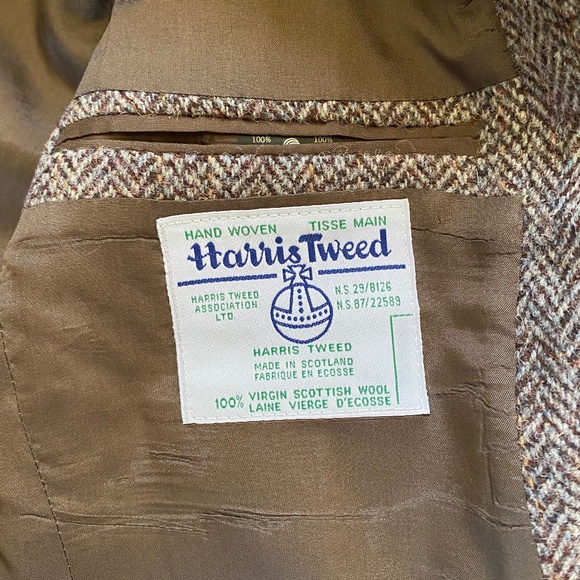 100% 100%
HAND WOVEN TISSE MAIN
Harris Tweed
HARRIS TWEED
ASSOCIATION
LTD.
N.S. 29/8126
N.S. 87/22589
HARRIS TWEED
MADE IN SCOTLAND
FABRIQUE EN ECOSSE
100% VIRGIN SCOTTISH WOOL
LAINE VIERGE D'ECOSSE